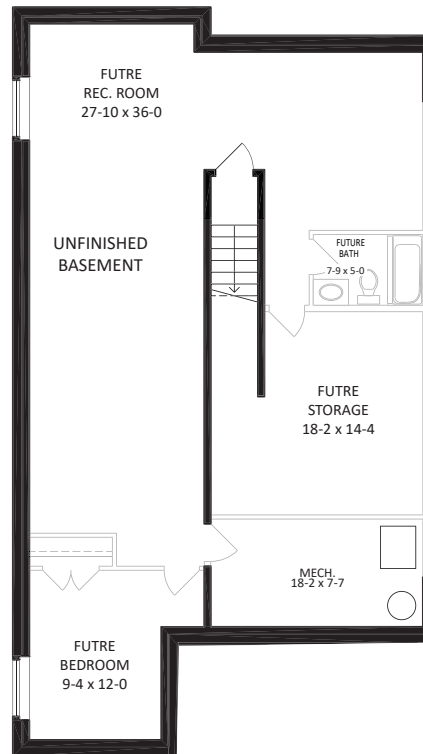 FUTRE
REC. ROOM
27-10 x 36-0
UNFINISHED
BASEMENT
FUTURE
BATH
7-9 x 5-0
FUTRE
STORAGE
18-2 x 14-4
MECH.
18-2 x 7-7
FUTRE
BEDROOM
9-4 x 12-0